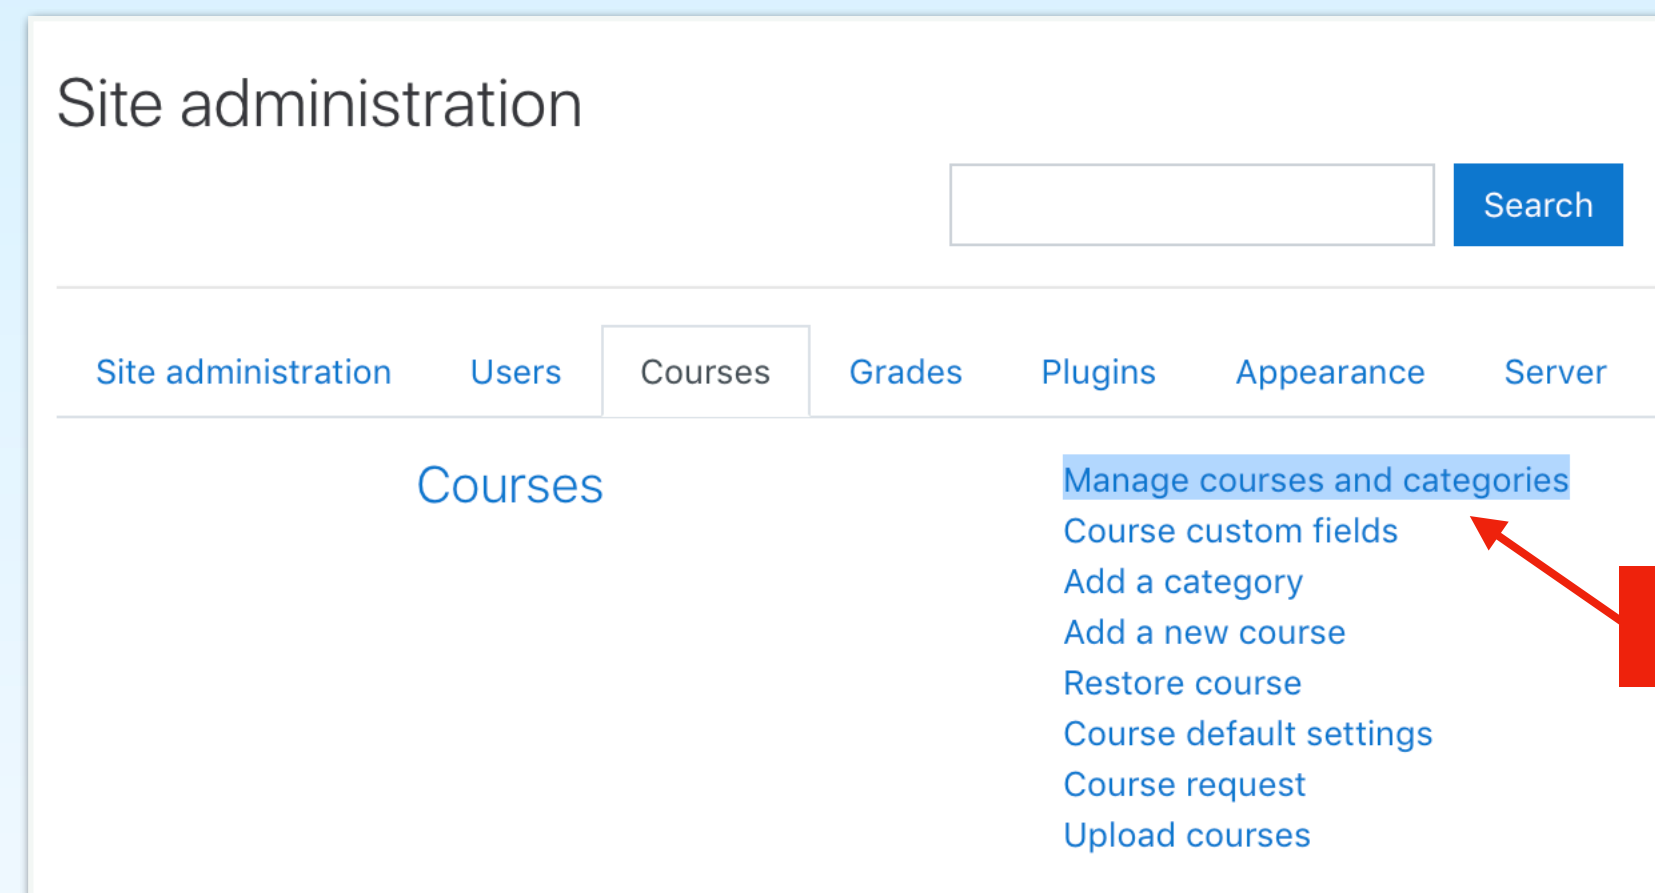 Site administration
Search
Site administration Users Courses Grades Plugins Appearance Server
Courses
Manage courses and categories
Course custom fields
Add a category
Add a new course
Restore course
Course default settings
Course request
Upload courses